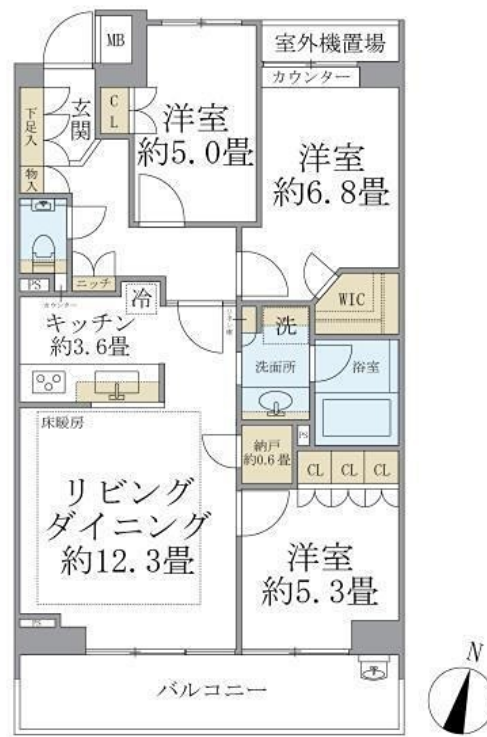 MB
室外機置場
カウンター
下足入
玄関
CL
洋室
約5.0畳
洋室
約6.8畳
物入
PS
ニッチ
WIC
カウンター
冷
キッチン
約3.6畳
洗
洗面所
浴室
床暖房
納戸
約0.6畳
PS
CL
CL
CL
リビング
ダイニング
約12.3畳
洋室
約5.3畳
PS
バルコニー
N